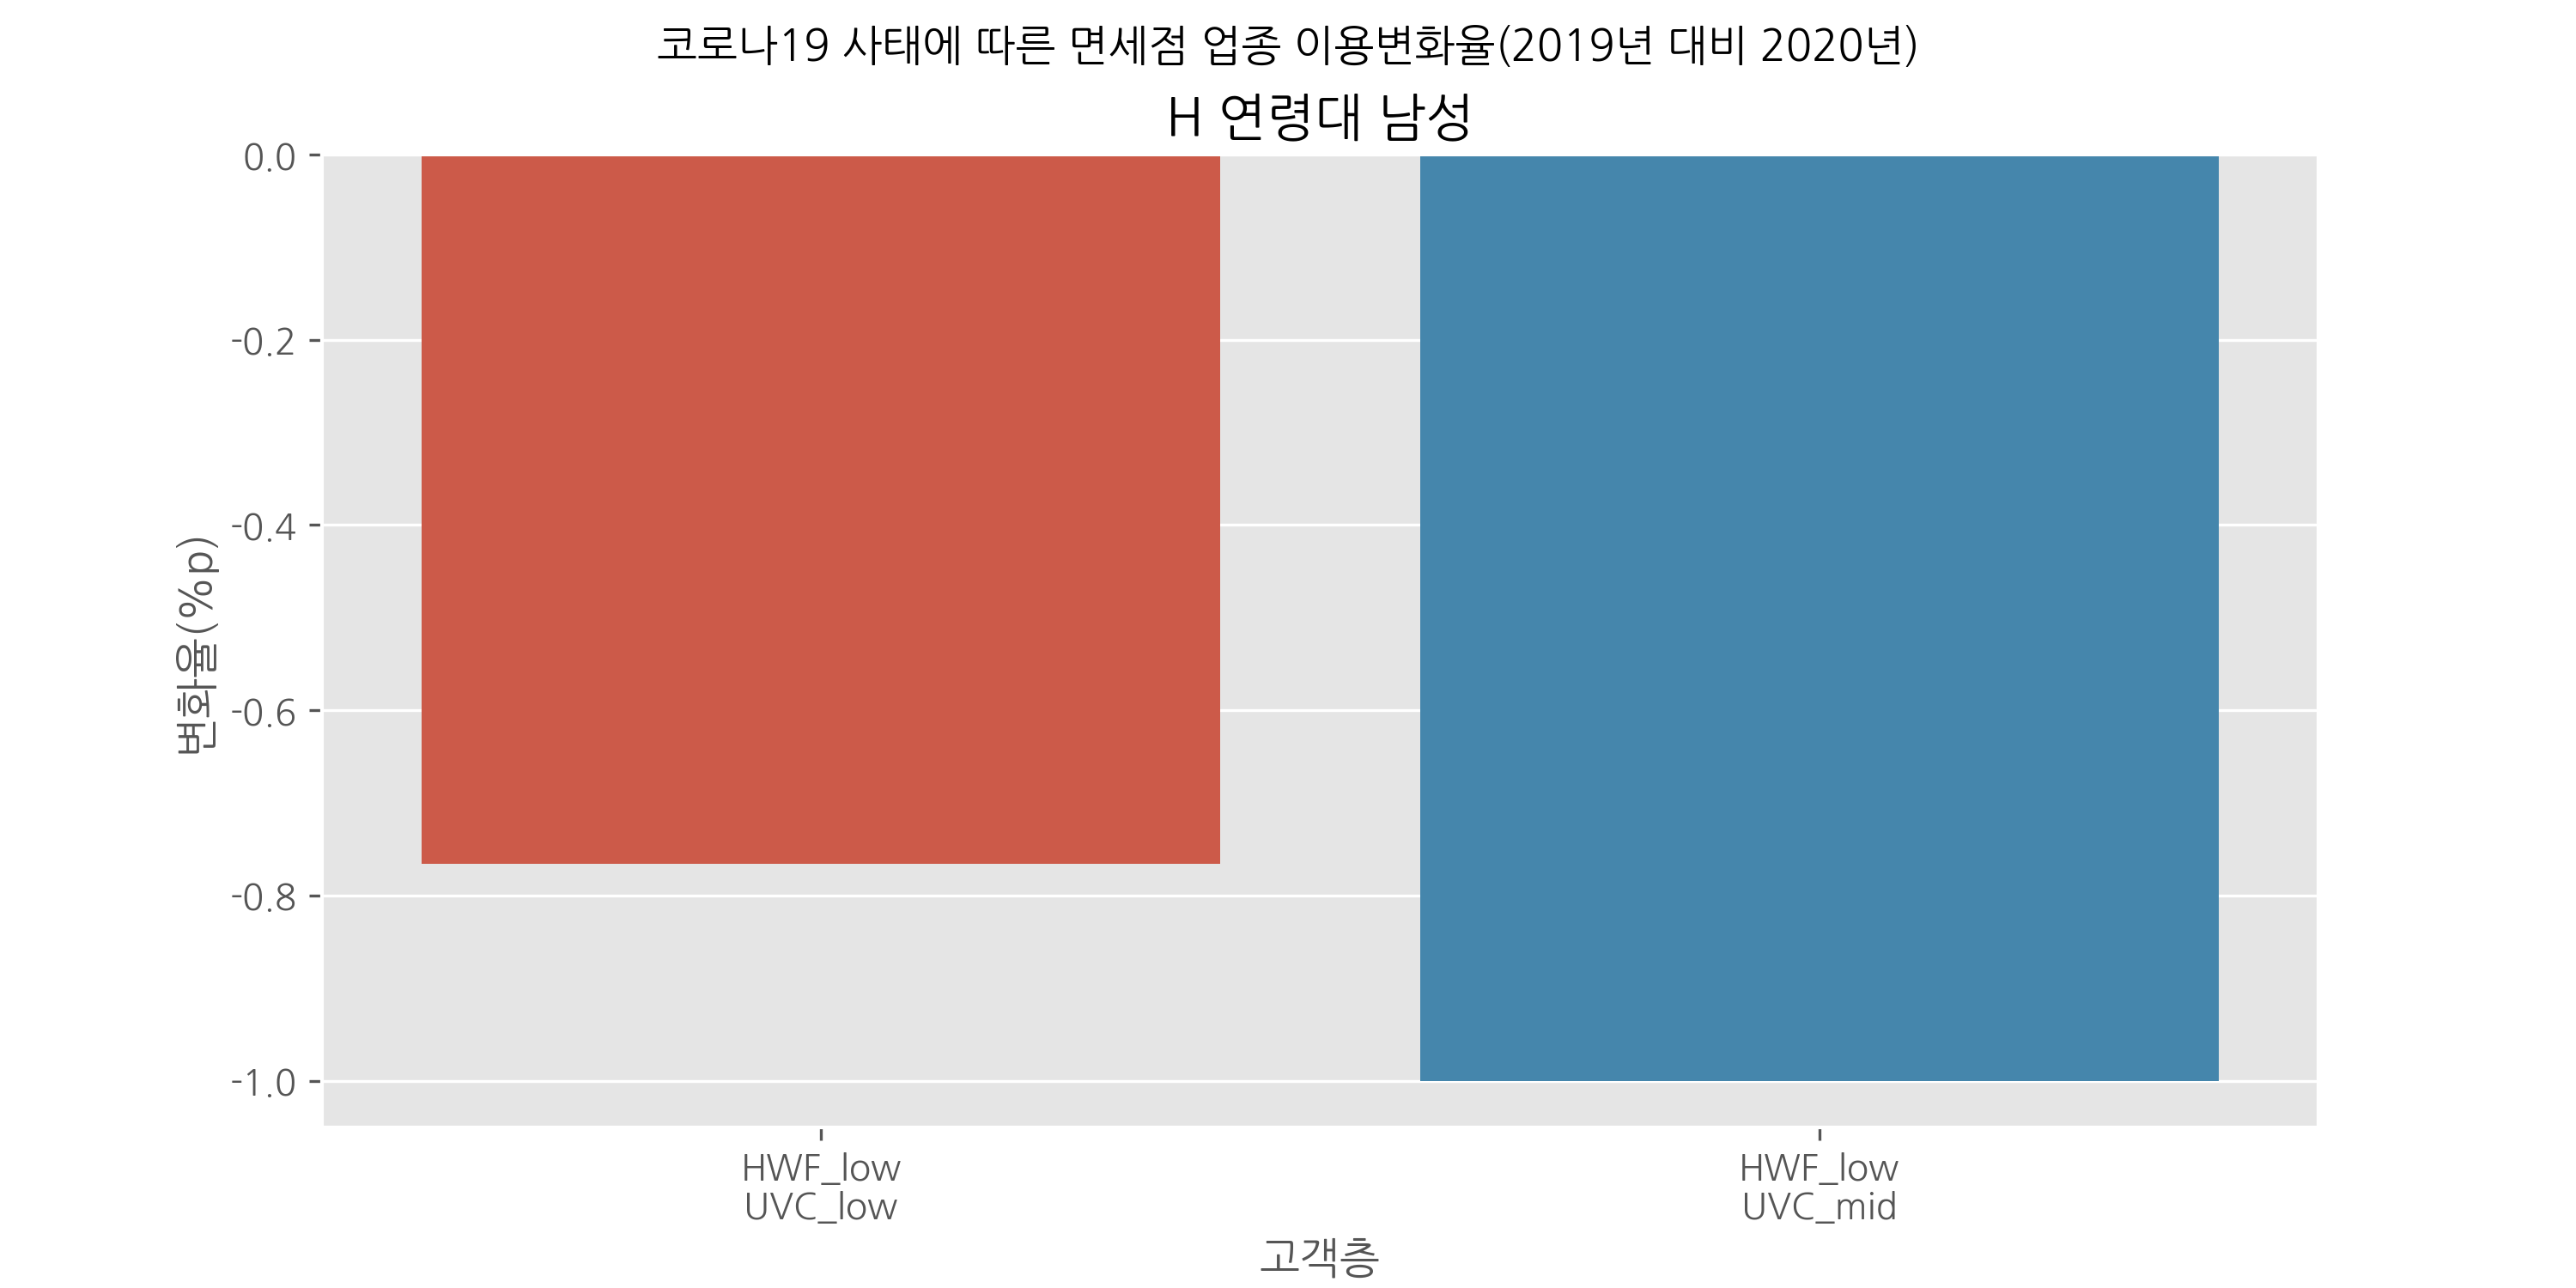 코로나19 사태에 따른 면세점 업종 이용변화율(2019년 대비 2020년)
H 연령대 남성
0.0
-0.2
-0.4
-0.6
-0.8
-1.0
변화율(%p)
HWF_low
UVC_low
HWF_low
UVC_mid
고객층